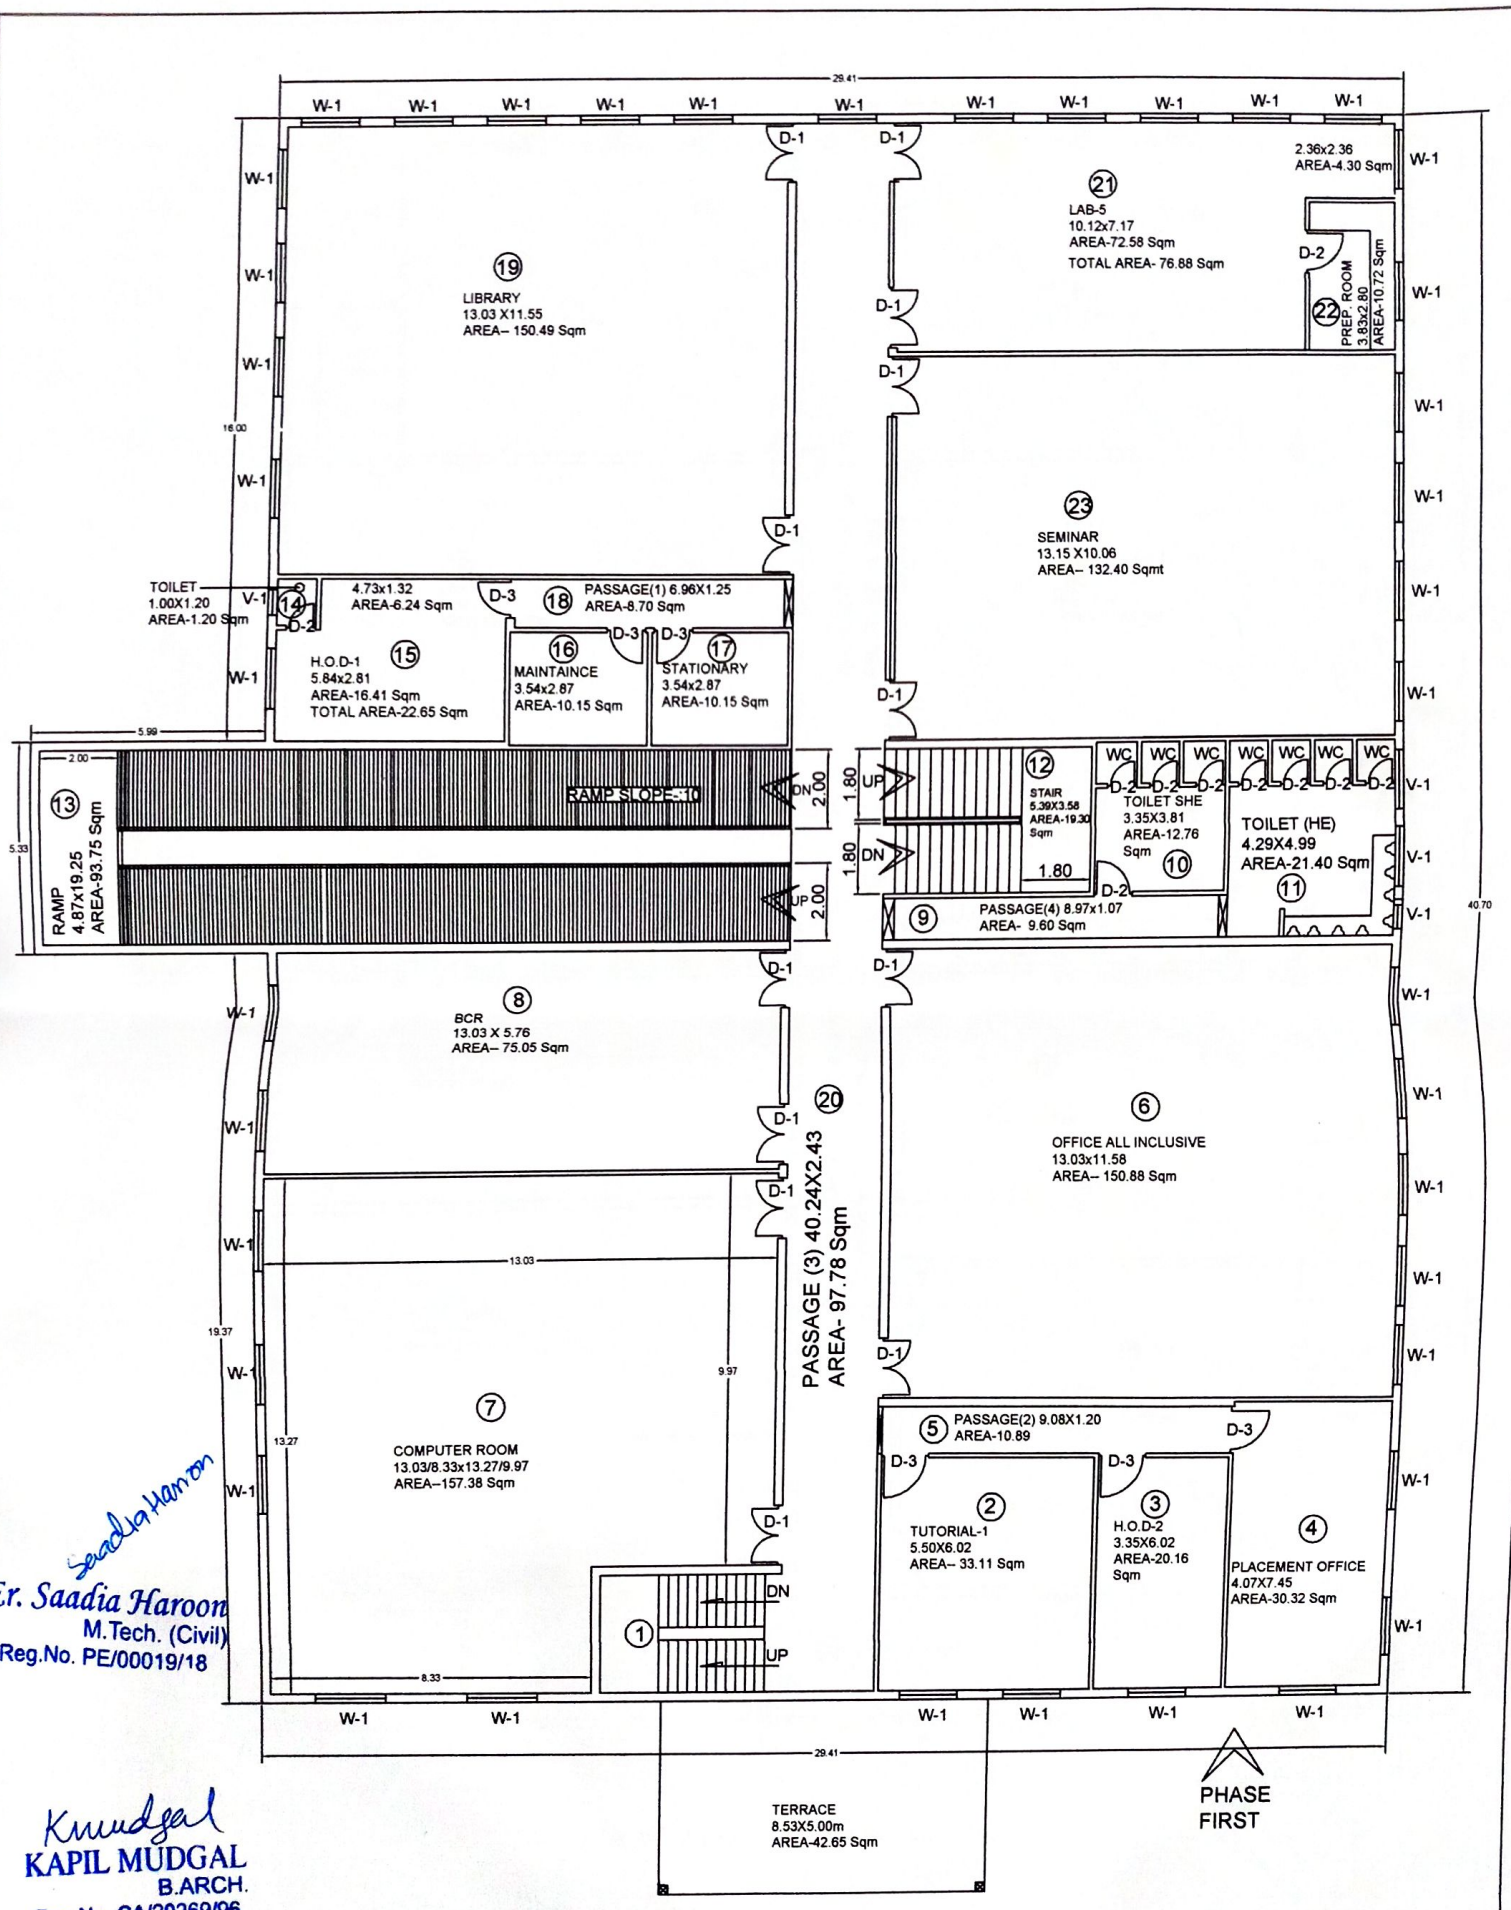 29.41
W-1 W-1 W-1 W-1 W-1 W-1 W-1 W-1 W-1 W-1 W-1
D-1 D-1
2.36x2.36
AREA-4.30 Sqm
W-1
W-1
21
LAB-5
10.12x7.17
AREA-72.58 Sqm
TOTAL AREA- 76.88 Sqm
D-2
22
PREP. ROOM
3.83x2.80
AREA-10.72 Sqm
W-1
W-1
19
LIBRARY
13.03 X11.55
AREA-- 150.49 Sqm
D-1
W-1
D-1
W-1
16.00
W-1
W-1
23
SEMINAR
13.15 X10.06
AREA-- 132.40 Sqmt
D-1
W-1
TOILET
1.00X1.20
AREA-1.20 Sqm
V-1
14
D-2
4.73x1.32
AREA-6.24 Sqm
D-3
18
PASSAGE(1) 6.96X1.25
AREA-8.70 Sqm
D-3
D-3
W-1
15
H.O.D-1
5.84x2.81
AREA-16.41 Sqm
TOTAL AREA-22.65 Sqm
16
MAINTAINCE
3.54x2.87
AREA-10.15 Sqm
17
STATIONARY
3.54x2.87
AREA-10.15 Sqm
D-1
W-1
5.99
2.00
5.33
13
RAMP
4.87x19.25
AREA-93.75 Sqm
RAMP SLOPE-:10
DN
2.00
UP
2.00
1.80
UP
1.80
DN
12
STAIR
5.39X3.58
AREA-19.30
Sqm
1.80
WC WC WC WC WC WC WC
D-2 D-2 D-2 D-2 D-2 D-2 D-2
V-1
TOILET SHE
3.35X3.81
AREA-12.76
Sqm
10
D-2
TOILET (HE)
4.29X4.99
AREA-21.40 Sqm
11
V-1
V-1
40.70
9
PASSAGE(4) 8.97x1.07
AREA- 9.60 Sqm
D-1 D-1
W-1
W-1
8
BCR
13.03 X 5.76
AREA-- 75.05 Sqm
D-1
W-1
W-1
20
PASSAGE (3) 40.24X2.43
AREA- 97.78 Sqm
6
OFFICE ALL INCLUSIVE
13.03x11.58
AREA-- 150.88 Sqm
D-1
W-1
W-1
13.03
W-1
19.37
W-1
D-1
W-1
9.97
13.27
7
COMPUTER ROOM
13.03/8.33x13.27/9.97
AREA--157.38 Sqm
W-1
D-1
5
PASSAGE(2) 9.08X1.20
AREA-10.89
D-3
D-3
D-3
W-1
2
TUTORIAL-1
5.50X6.02
AREA-- 33.11 Sqm
3
H.O.D-2
3.35X6.02
AREA-20.16
Sqm
4
PLACEMENT OFFICE
4.07X7.45
AREA-30.32 Sqm
W-1
DN
1
UP
8.33
W-1 W-1 W-1 W-1 W-1 W-1
29.41
TERRACE
8.53X5.00m
AREA-42.65 Sqm
PHASE
FIRST
Saadia Haroon
Er. Saadia Haroon
M.Tech. (Civil)
Reg.No. PE/00019/18
Kmudgal
KAPIL MUDGAL
B.ARCH.